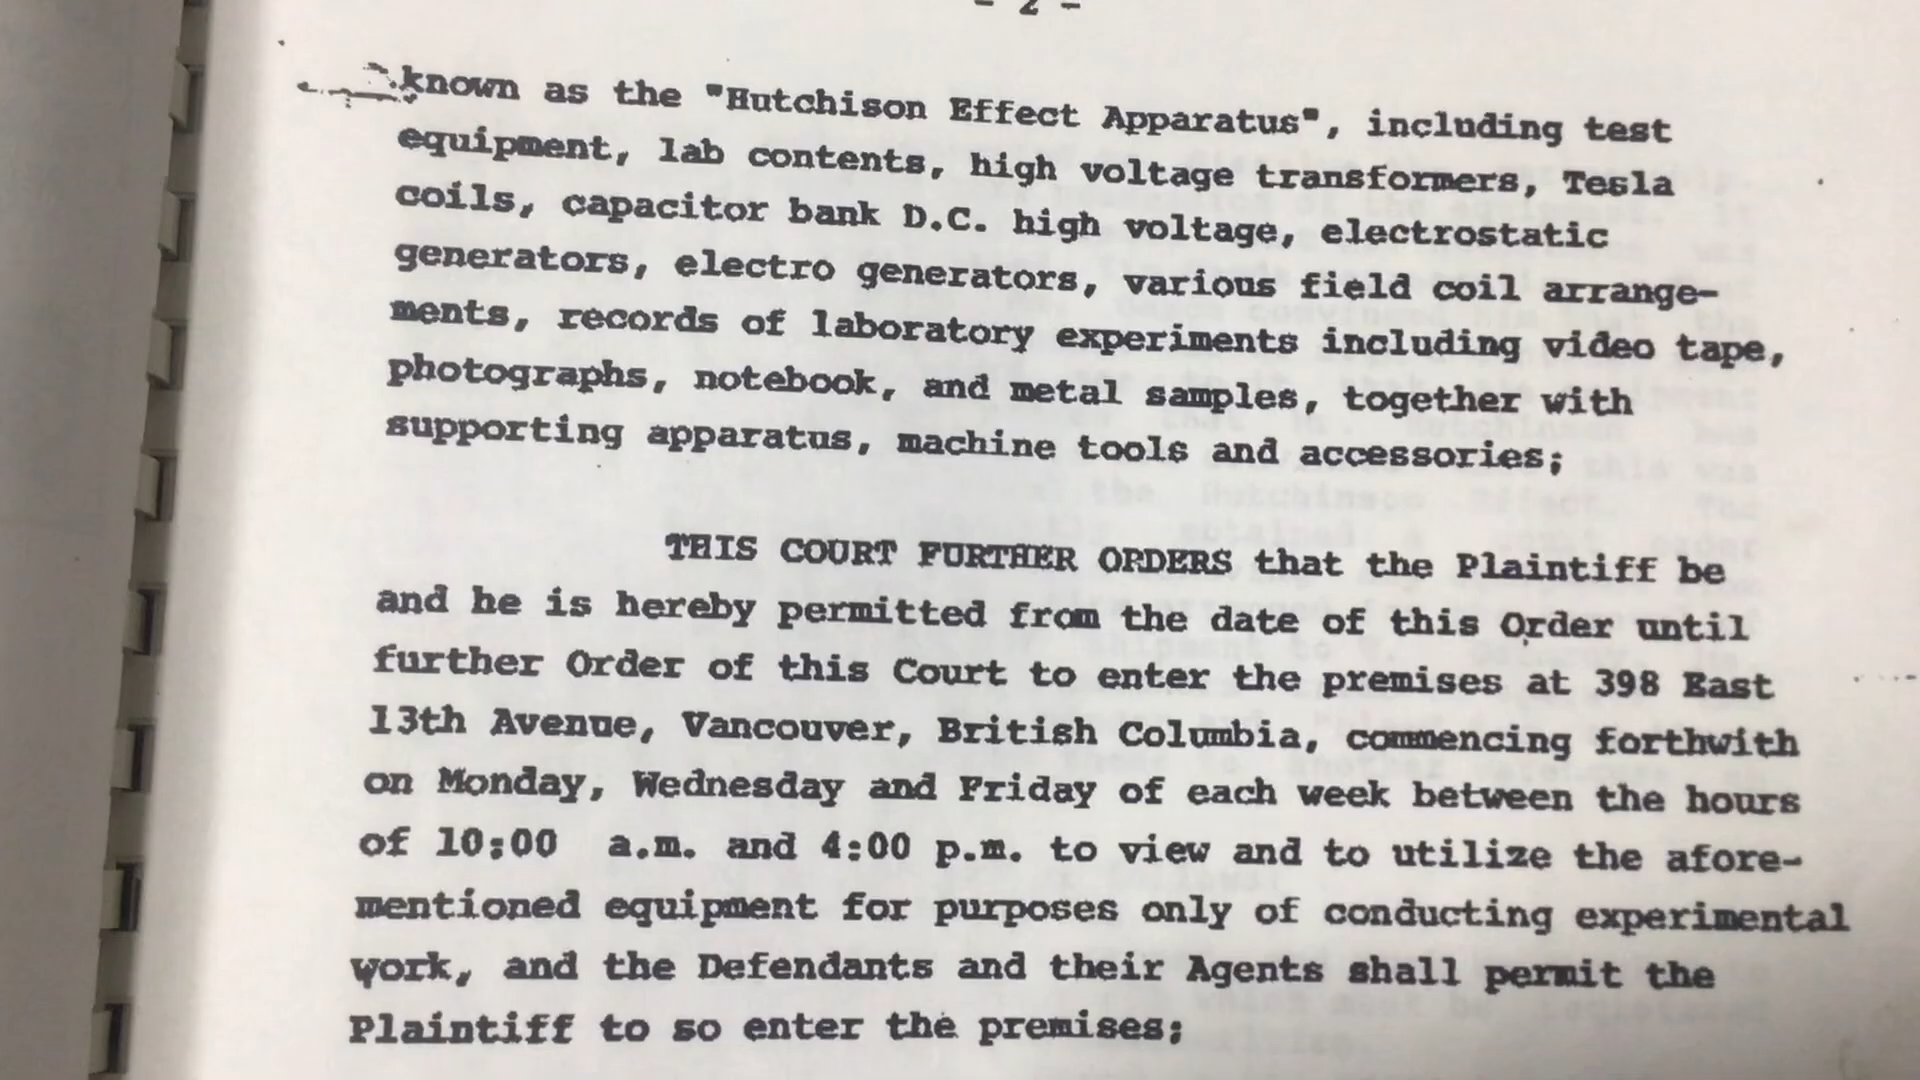 - 2 -
known as the "Hutchison Effect Apparatus", including test
equipment, lab contents, high voltage transformers, Tesla
coils, capacitor bank D.C. high voltage, electrostatic
generators, electro generators, various field coil arrange-
ments, records of laboratory experiments including video tape,
photographs, notebook, and metal samples, together with
supporting apparatus, machine tools and accessories;
THIS COURT FURTHER ORDERS that the Plaintiff be
and he is hereby permitted from the date of this Order until
further Order of this Court to enter the premises at 398 East
13th Avenue, Vancouver, British Columbia, commencing forthwith
on Monday, Wednesday and Friday of each week between the hours
of 10:00 a.m. and 4:00 p.m. to view and to utilize the afore-
mentioned equipment for purposes only of conducting experimental
work, and the Defendants and their Agents shall permit the
Plaintiff to so enter the premises;